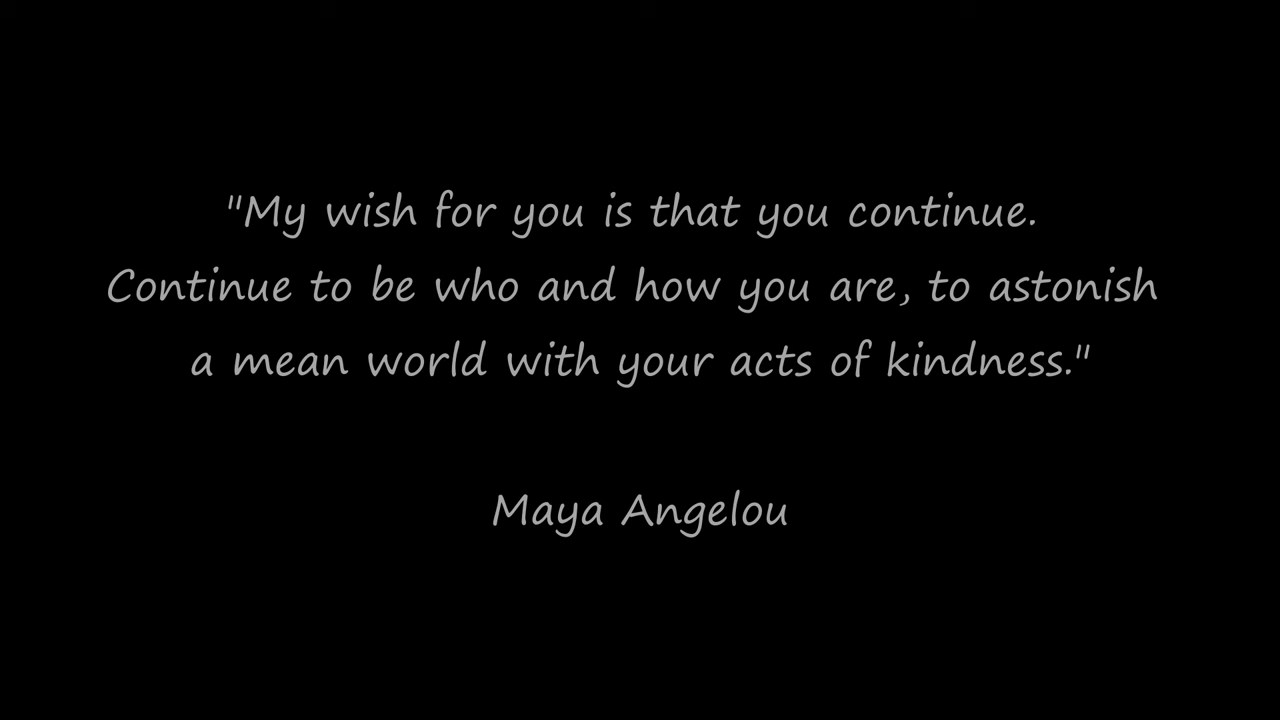 "My wish for you is that you continue.
Continue to be who and how you are, to astonish
a mean world with your acts of kindness."
Maya Angelou